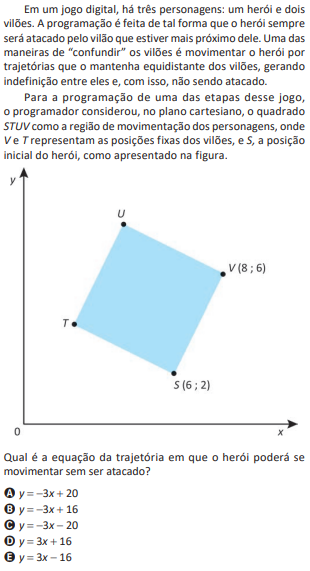 Em um jogo digital, há três personagens: um herói e dois
vilões. A programação é feita de tal forma que o herói sempre
será atacado pelo vilão que estiver mais próximo dele. Uma das
maneiras de “confundir” os vilões é movimentar o herói por
trajetórias que o mantenha equidistante dos vilões, gerando
indefinição entre eles e, com isso, não sendo atacado.
Para a programação de uma das etapas desse jogo,
o programador considerou, no plano cartesiano, o quadrado
STUV como a região de movimentação dos personagens, onde
V e T representam as posições fixas dos vilões, e S, a posição
inicial do herói, como apresentado na figura.
y
U
V (8 ; 6)
T
S (6 ; 2)
0
x
Qual é a equação da trajetória em que o herói poderá se
movimentar sem ser atacado?
A y = –3x + 20
B y = –3x + 16
C y = –3x – 20
D y = 3x + 16
E y = 3x – 16